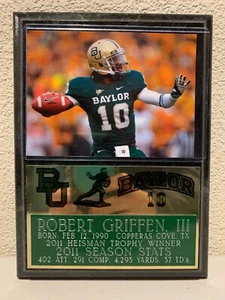 BU
BAYLOR
10
BU
BAYLOR
10
ROBERT GRIFFEN, III
BORN FEB. 12, 1990 COPPERAS COVE, TX
2011 HEISMAN TROPHY WINNER
2011 SEASON STATS
402 ATT. 291 COMP. 4,293 YARDS. 37 TD's